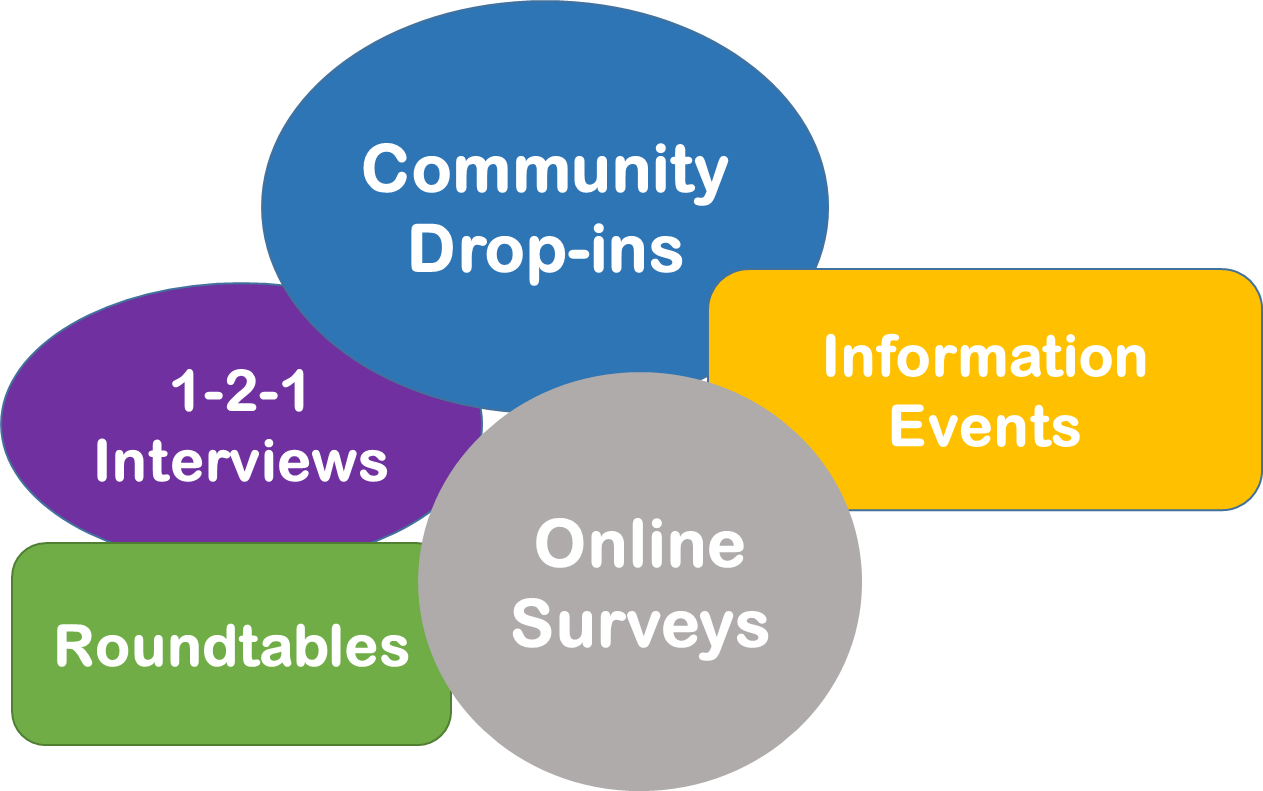 Community
Drop-ins
Information
Events
1-2-1
Interviews
Online
Surveys
Roundtables